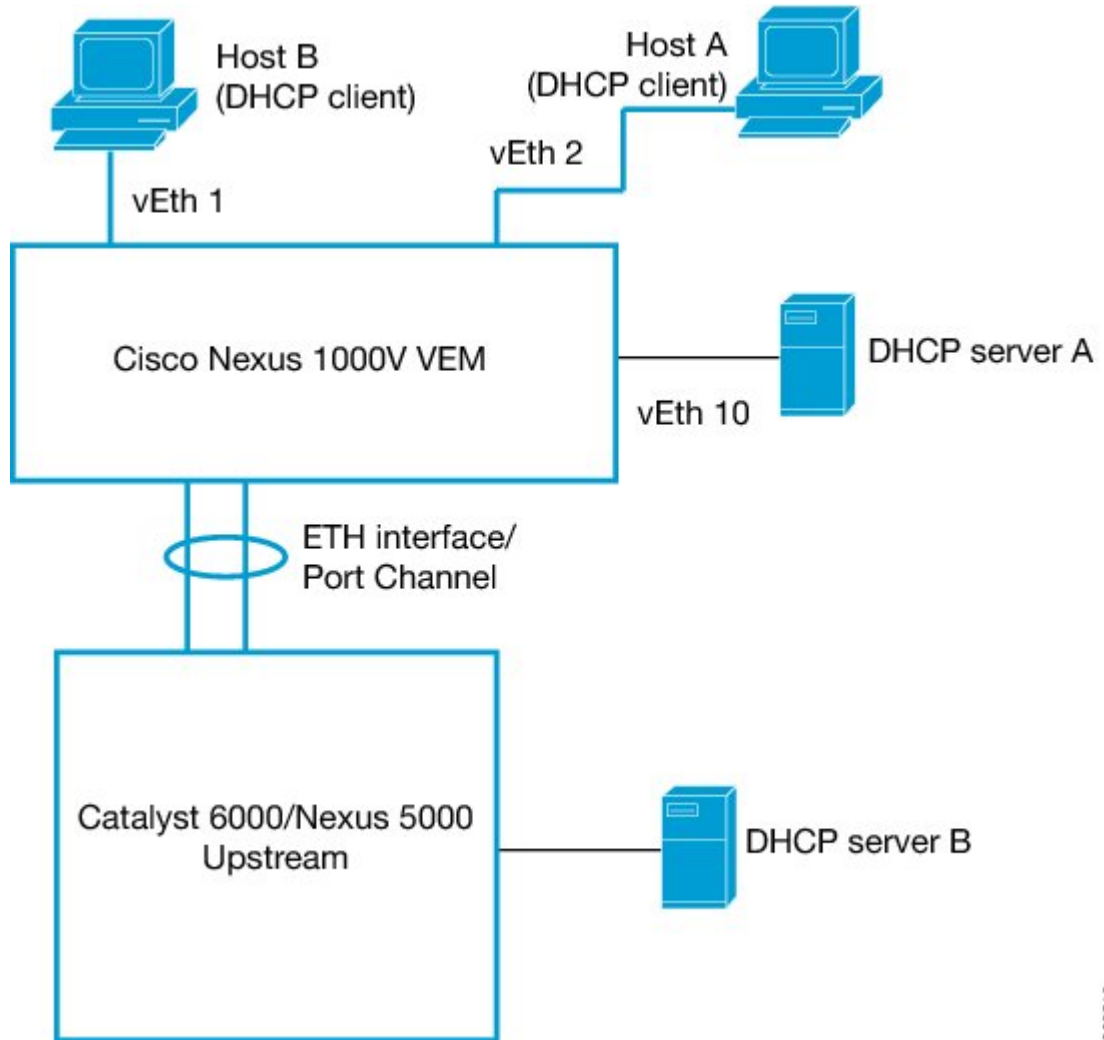 Host B
(DHCP client)
Host A
(DHCP client)
vEth 2
vEth 1
Cisco Nexus 1000V VEM
DHCP server A
vEth 10
ETH interface/
Port Channel
Catalyst 6000/Nexus 5000
Upstream
DHCP server B